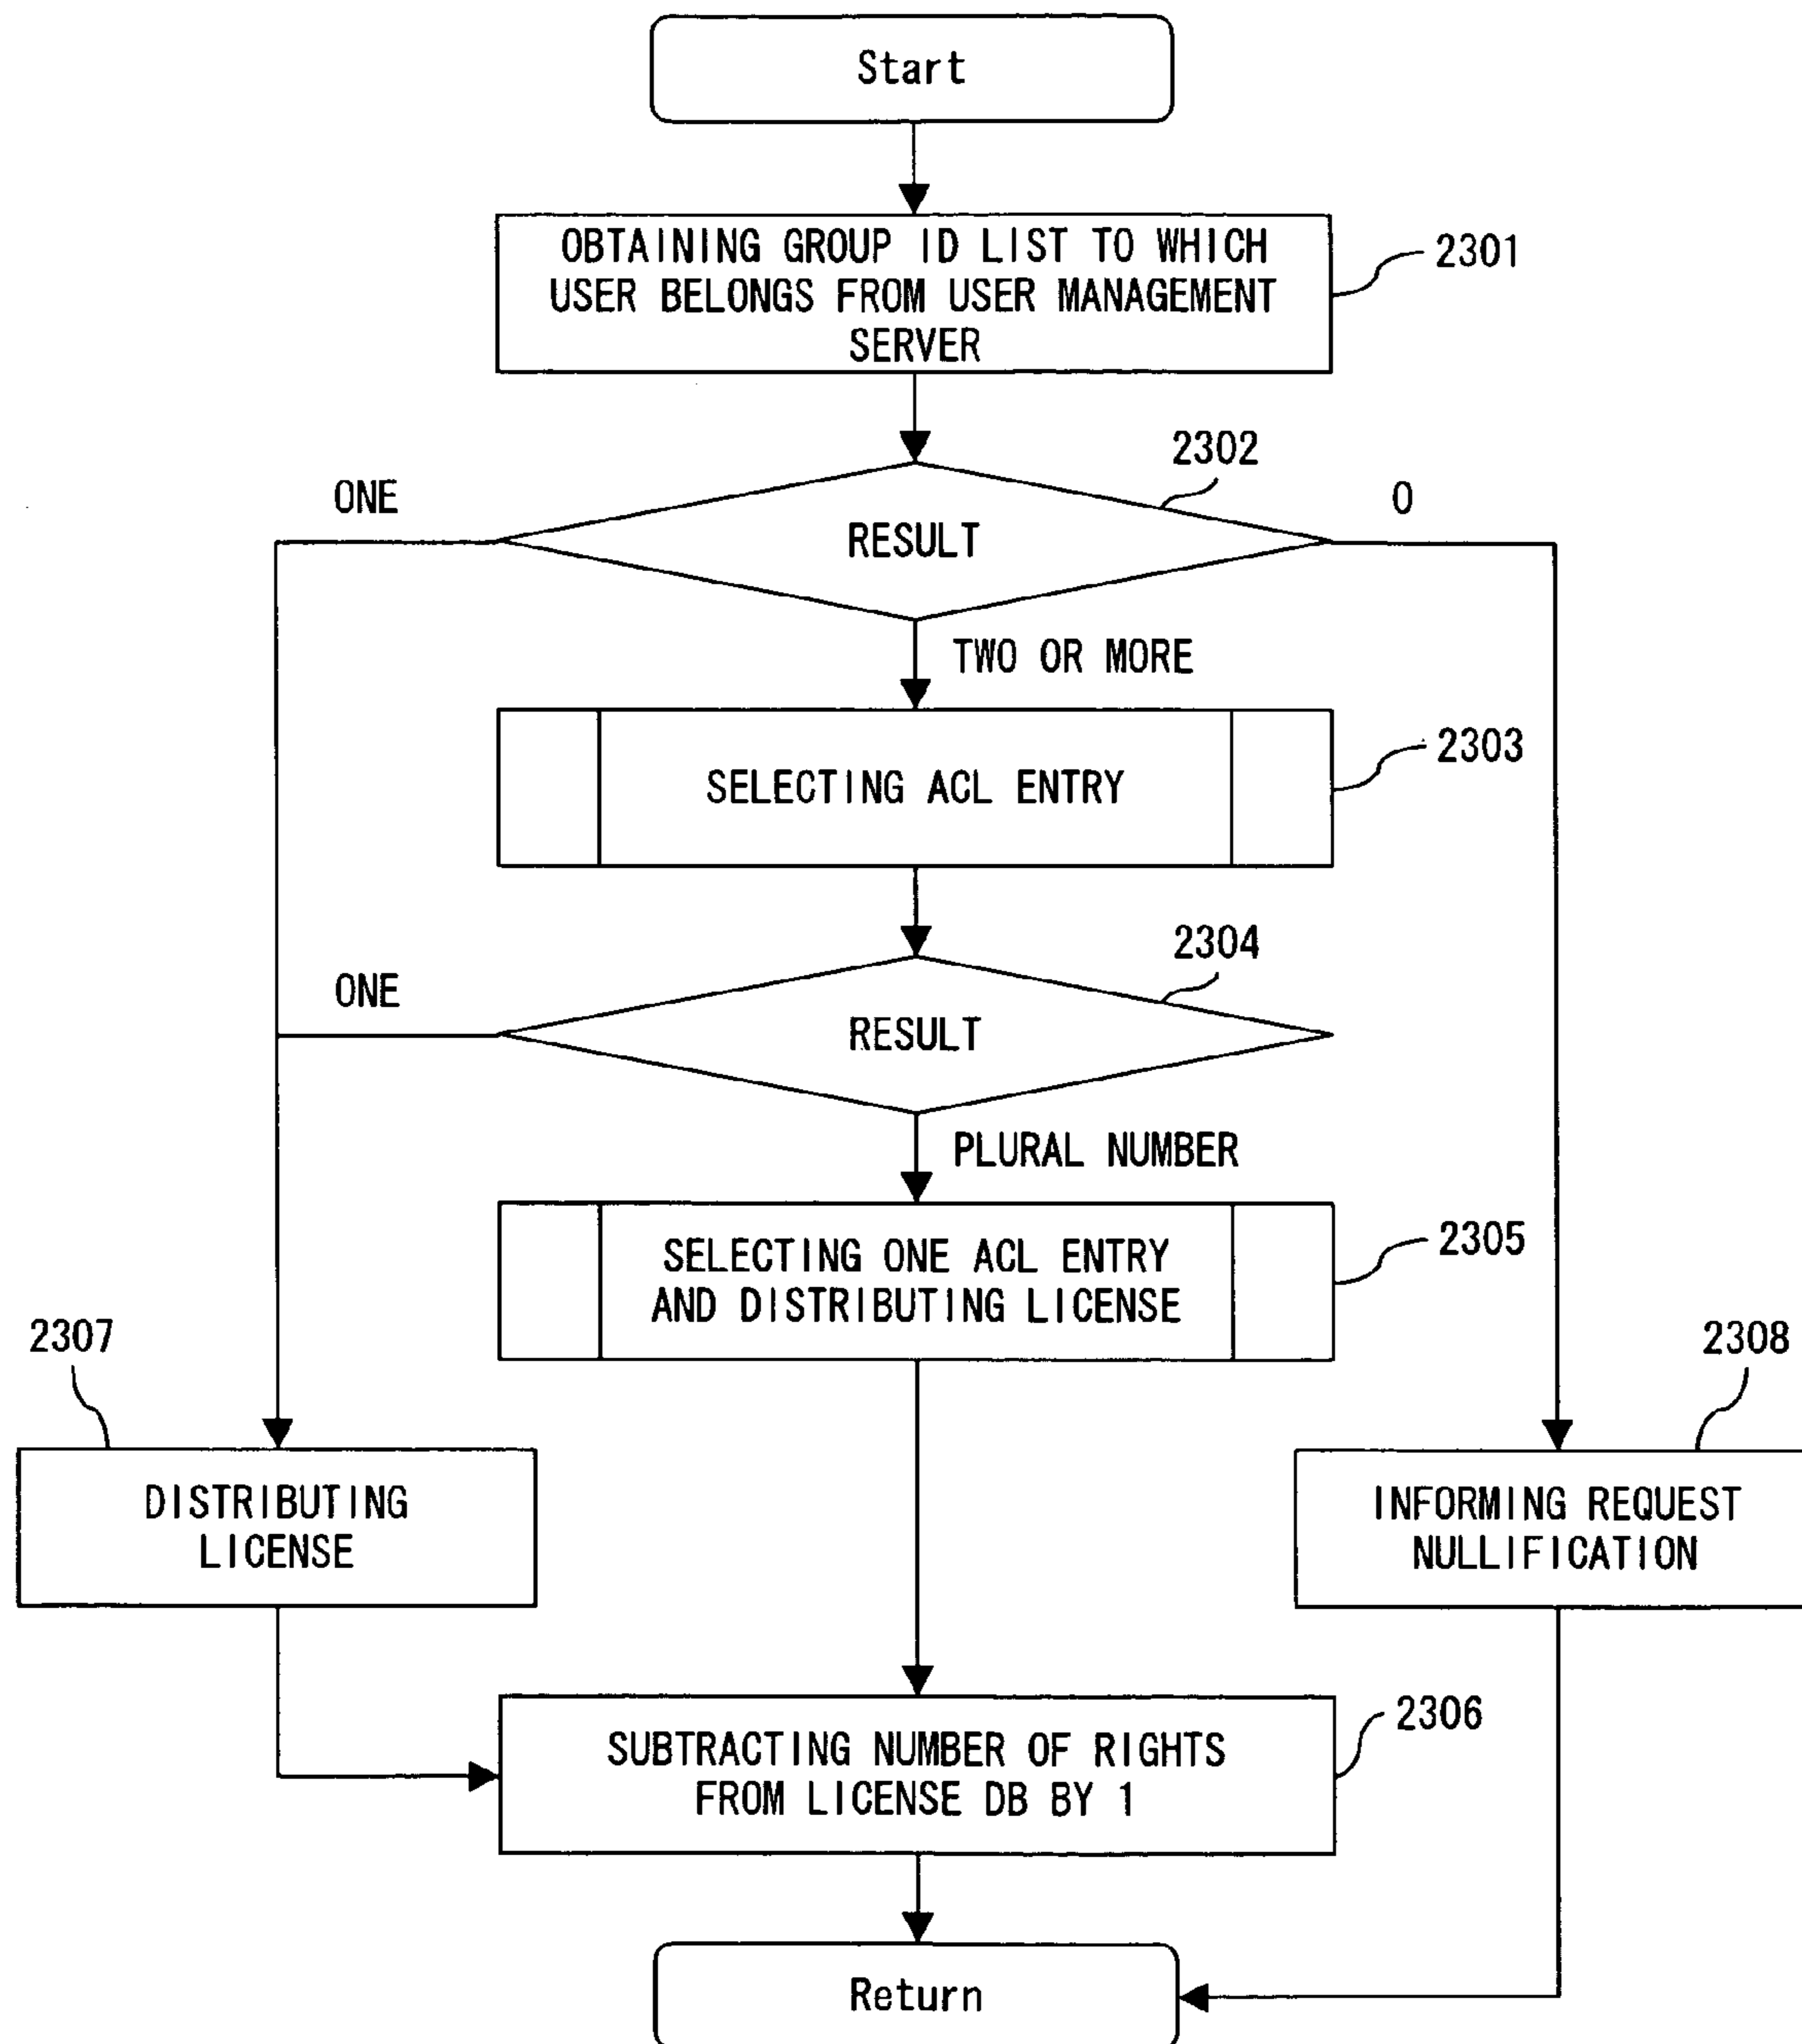 Start
OBTAINING GROUP ID LIST TO WHICH
USER BELONGS FROM USER MANAGEMENT
SERVER
2301
2302
ONE
0
RESULT
TWO OR MORE
2303
SELECTING ACL ENTRY
2304
ONE
RESULT
PLURAL NUMBER
2305
SELECTING ONE ACL ENTRY
AND DISTRIBUTING LICENSE
2307
2308
DISTRIBUTING
LICENSE
INFORMING REQUEST
NULLIFICATION
2306
SUBTRACTING NUMBER OF RIGHTS
FROM LICENSE DB BY 1
Return